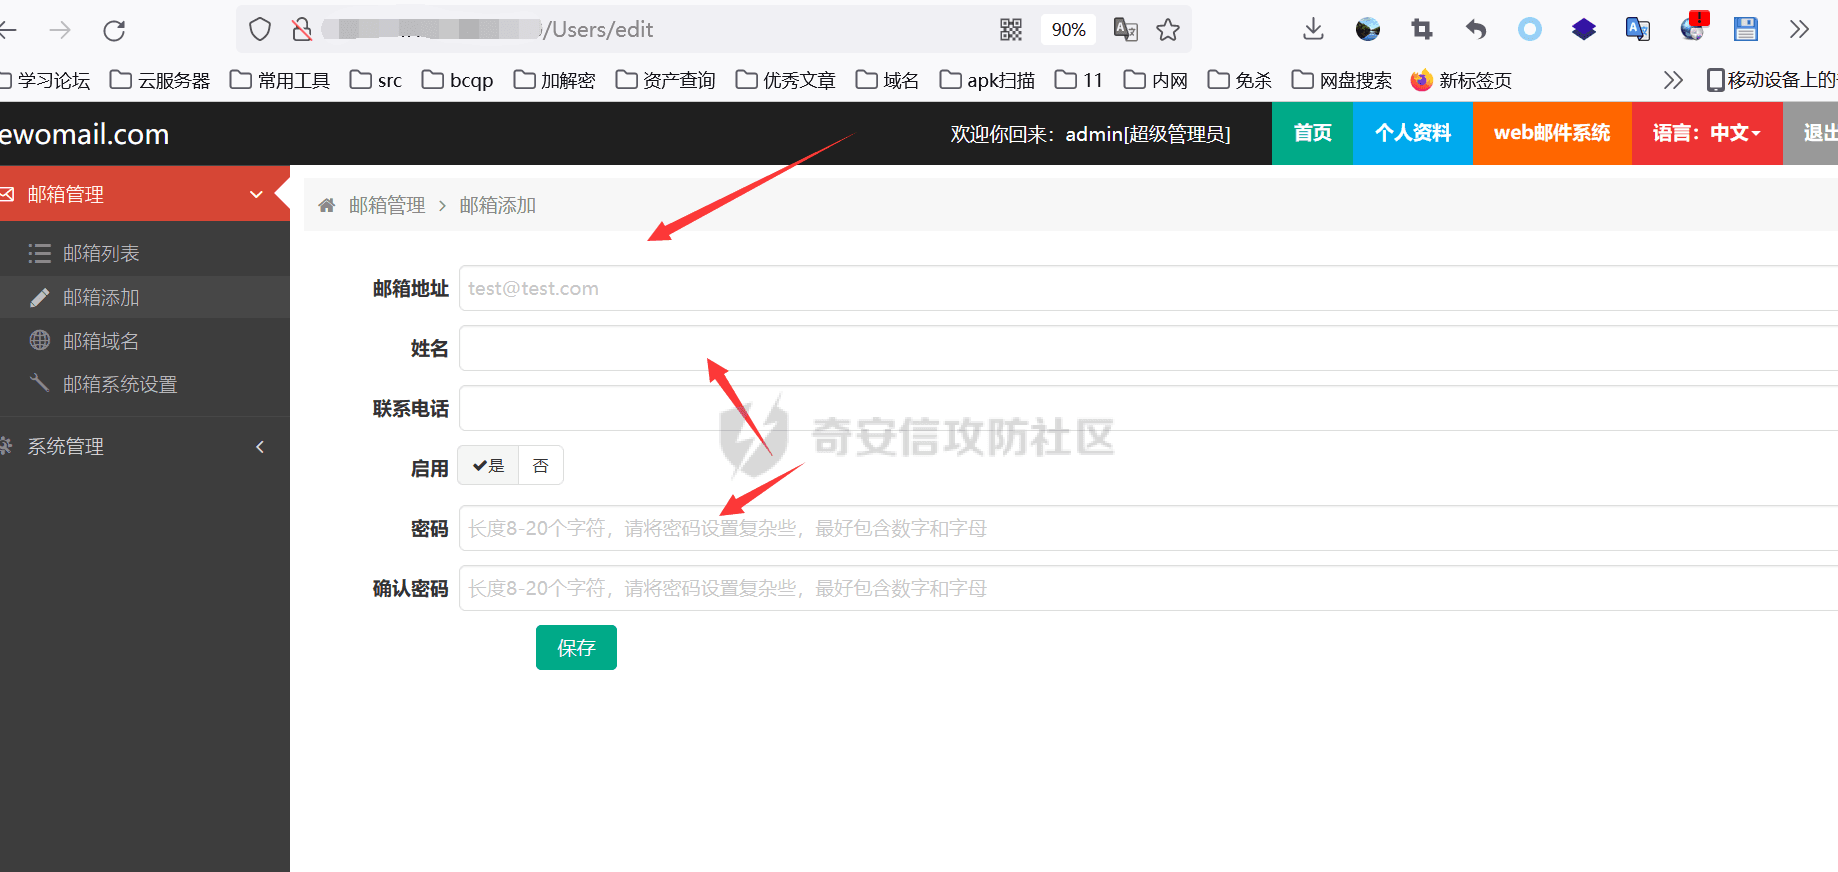 /Users/edit
90%
学习论坛 云服务器 常用工具 src bcqp 加解密 资产查询 优秀文章 域名 apk扫描 11 内网 免杀 网盘搜索 新标签页 移动设备上的
ewomail.com 欢迎你回来：admin[超级管理员] 首页 个人资料 web邮件系统 语言：中文 退出
邮箱管理
邮箱列表
邮箱添加
邮箱域名
邮箱系统设置
系统管理
邮箱管理 > 邮箱添加
邮箱地址 test@test.com
姓名
联系电话
奇安信攻防社区
启用 是 否
密码 长度8-20个字符，请将密码设置复杂些，最好包含数字和字母
确认密码 长度8-20个字符，请将密码设置复杂些，最好包含数字和字母
保存